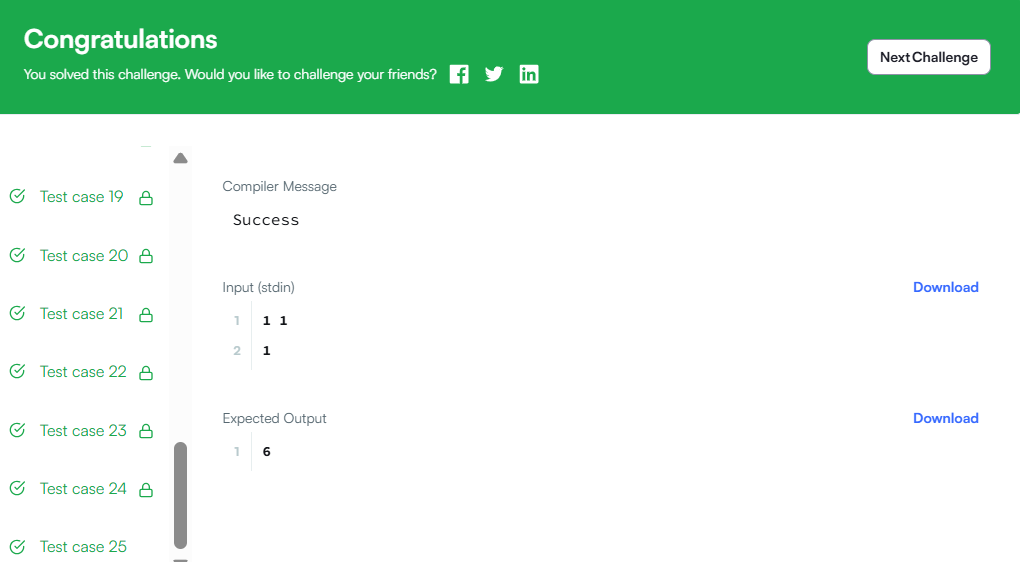 Congratulations
You solved this challenge. Would you like to challenge your friends?
Next Challenge
Test case 19
Test case 20
Test case 21
Test case 22
Test case 23
Test case 24
Test case 25
Compiler Message
Success
Input (stdin)
Download
1 1 1
2 1
Expected Output
Download
1 6